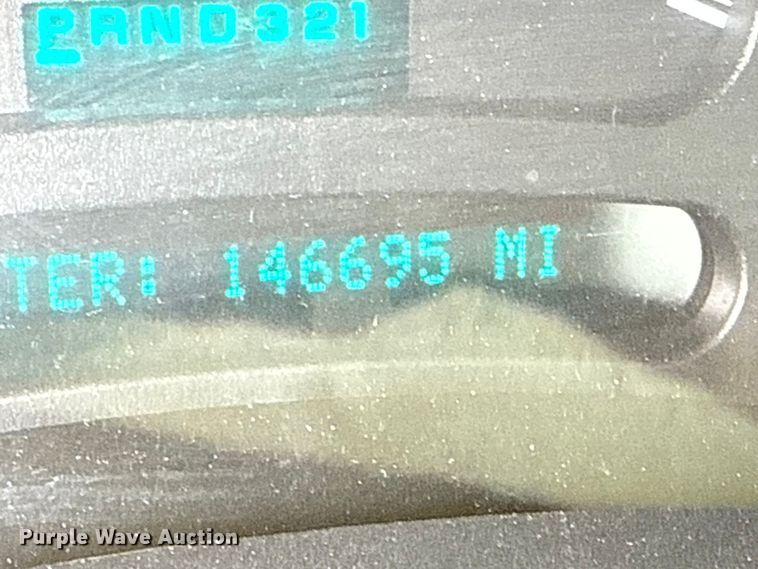 PRND321
TER: 146695 MI
Purple Wave Auction